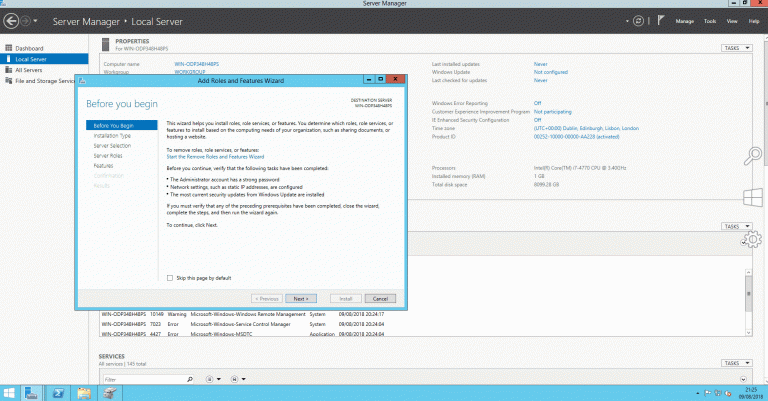 Server Manager
Server Manager • Local Server
Manage Tools View Help
Dashboard
Local Server
All Servers
File and Storage Services
PROPERTIES
For WIN-ODP34BH4BPS
TASKS
Computer name WIN-ODP34BH4BPS
Workgroup WORKGROUP
Last installed updates Never
Windows Update Not configured
Last checked for updates Never
Windows Error Reporting Off
Customer Experience Improvement Program Not participating
IE Enhanced Security Configuration Off
Time zone (UTC+00:00) Dublin, Edinburgh, Lisbon, London
Product ID 00252-10000-00000-AA228 (activated)
Processors Intel(R) Core(TM) i7-4770 CPU @ 3.40GHz
Installed memory (RAM) 1 GB
Total disk space 8099.20 GB
Add Roles and Features Wizard
Before you begin
DESTINATION SERVER
WIN-ODP34BH4BPS
Before You Begin
Installation Type
Server Selection
Server Roles
Features
Confirmation
Results
This wizard helps you install roles, role services, or features. You determine which roles, role services, or
features to install based on the computing needs of your organization, such as sharing documents, or
hosting a website.
To remove roles, role services, or features:
Start the Remove Roles and Features Wizard
Before you continue, verify that the following tasks have been completed:
• The Administrator account has a strong password
• Network settings, such as static IP addresses, are configured
• The most current security updates from Windows Update are installed
If you must verify that any of the preceding prerequisites have been completed, close the wizard,
complete the steps, and then run the wizard again.
To continue, click Next.
Skip this page by default
< Previous Next > Install Cancel
TASKS
WIN-ODP34BH4BPS 10149 Warning Microsoft-Windows-Windows Remote Management System 09/08/2018 20:24:17
WIN-ODP34BH4BPS 7023 Error Microsoft-Windows-Service Control Manager System 09/08/2018 20:24:04
WIN-ODP34BH4BPS 4427 Error Microsoft-Windows-MSDTC Application 09/08/2018 20:24:04
SERVICES
All services | 145 total
TASKS
Filter
21:25
09/08/2018